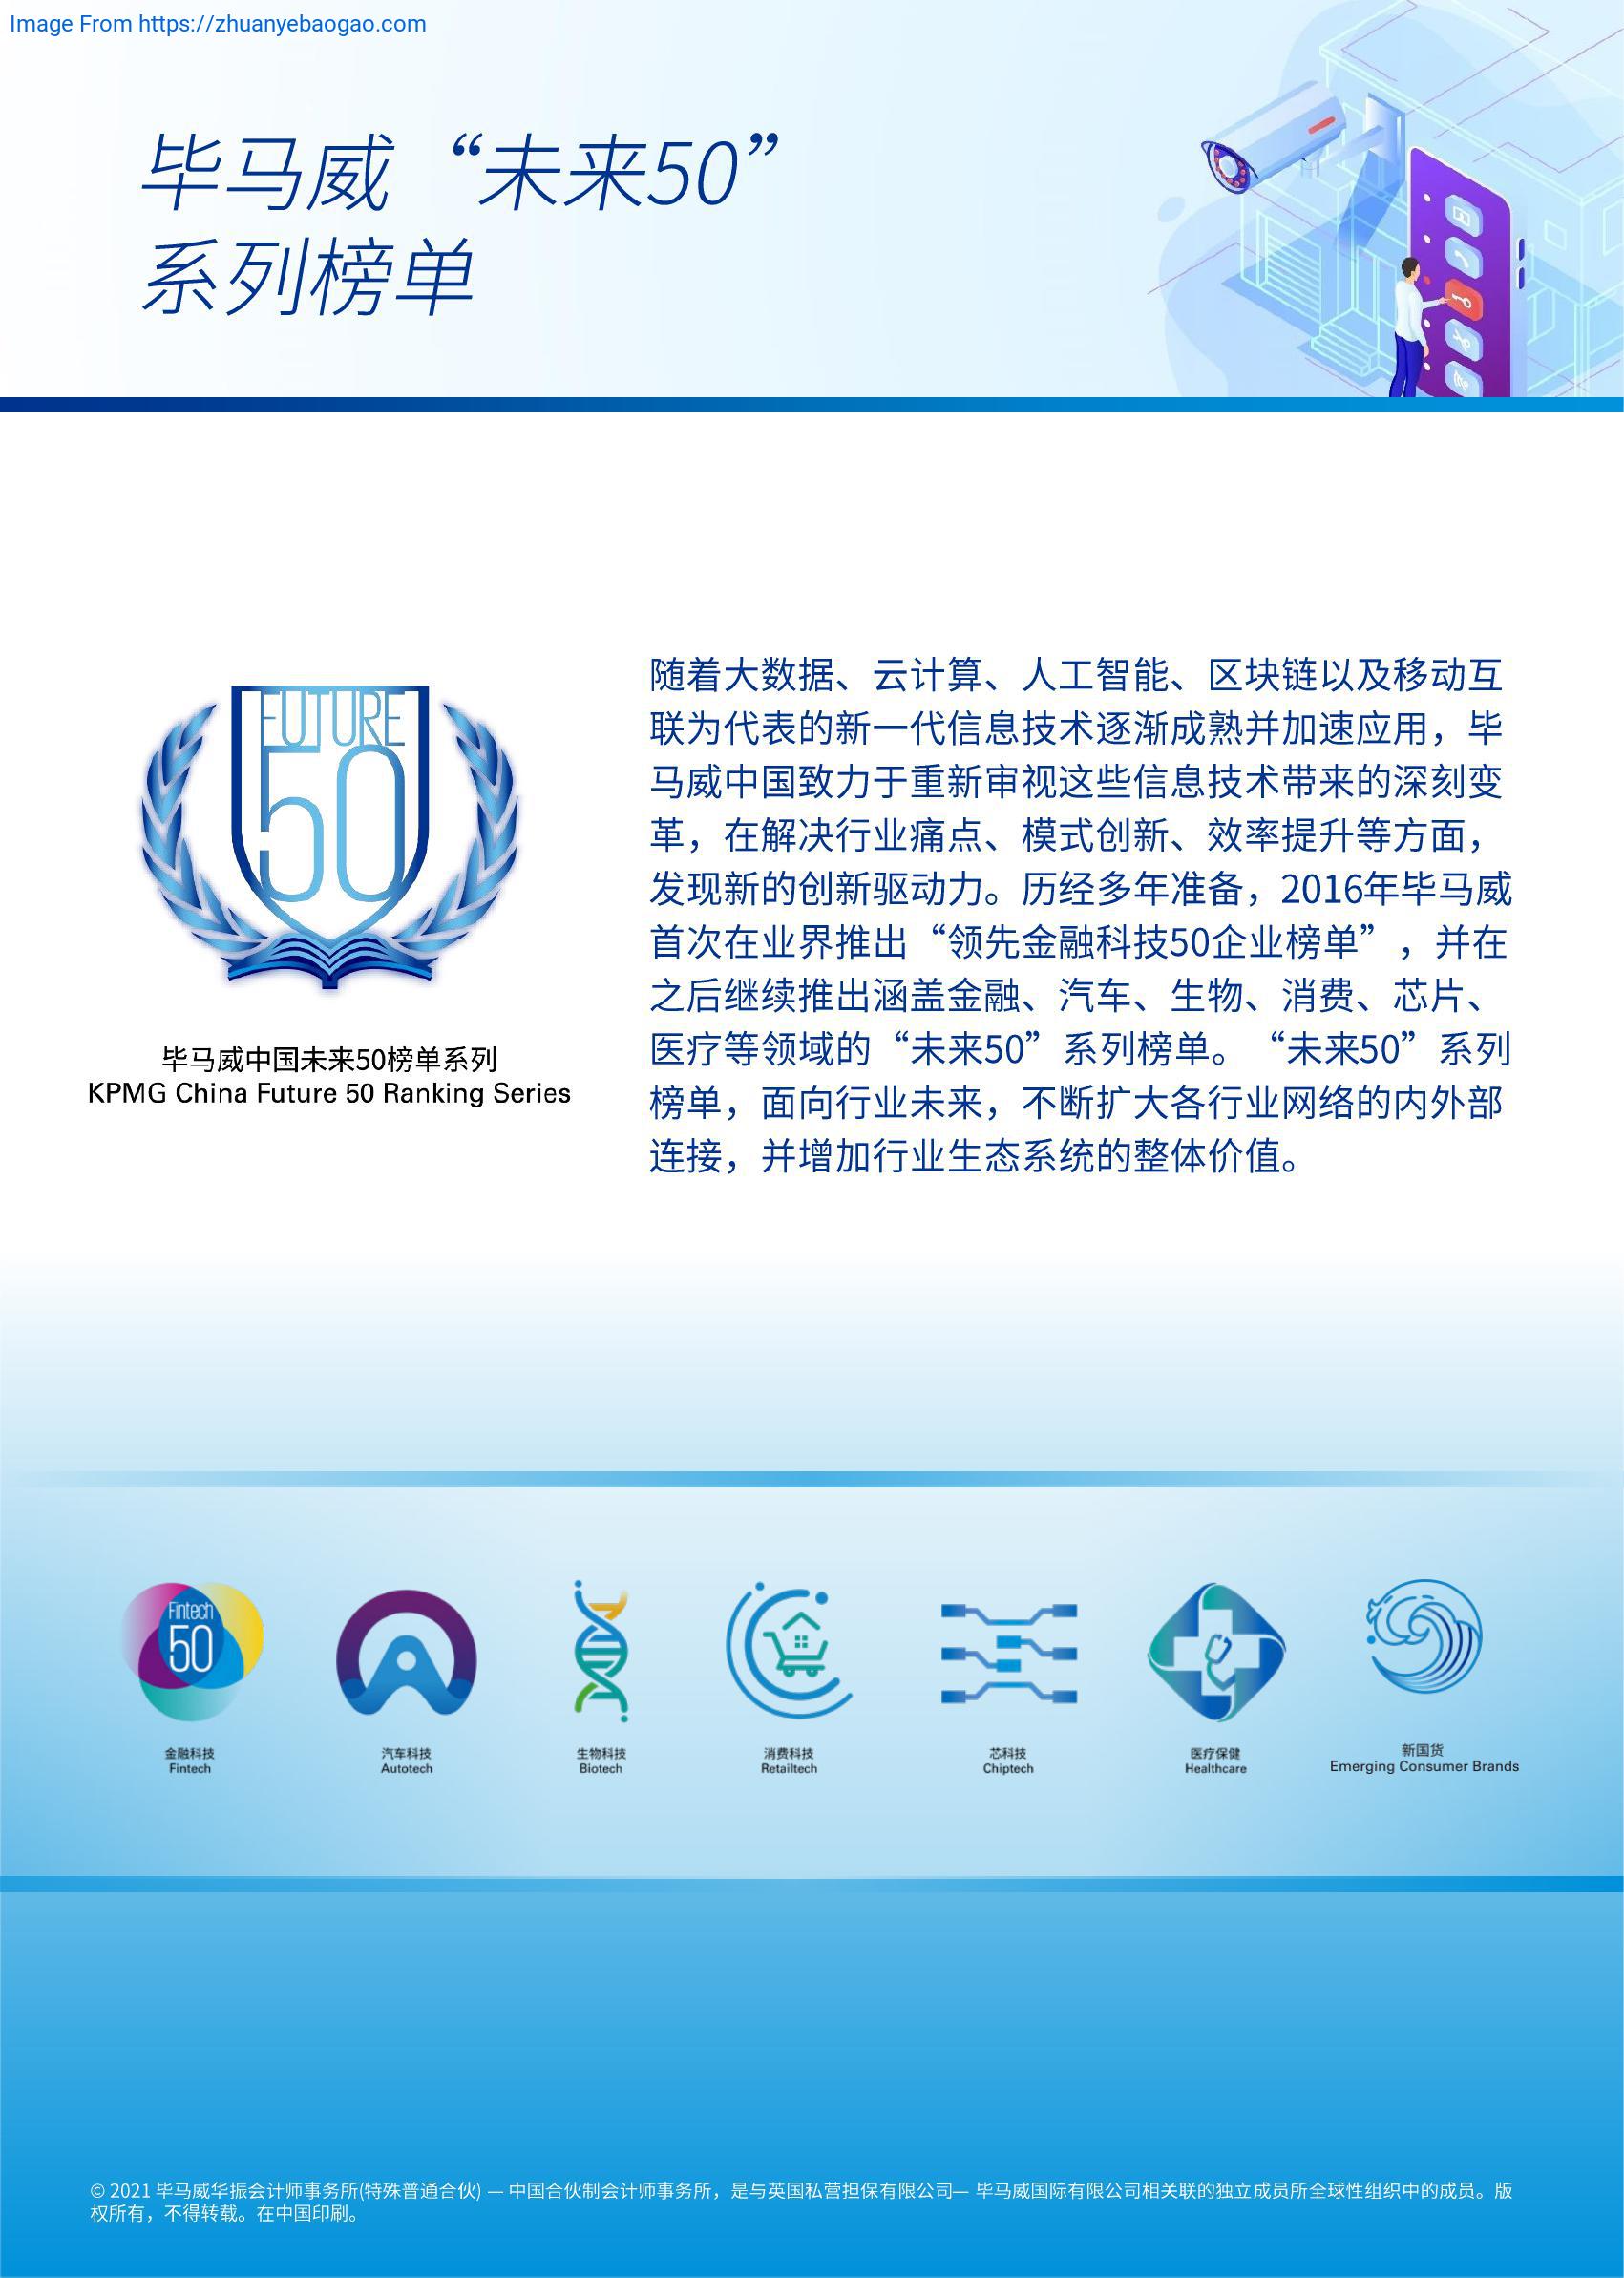 Image From https://zhuanyebaogao.com
毕马威“未来50”
系列榜单
FUTURE
50
毕马威中国未来50榜单系列
KPMG China Future 50 Ranking Series
随着大数据、云计算、人工智能、区块链以及移动互
联为代表的新一代信息技术逐渐成熟并加速应用，毕
马威中国致力于重新审视这些信息技术带来的深刻变
革，在解决行业痛点、模式创新、效率提升等方面，
发现新的创新驱动力。历经多年准备，2016年毕马威
首次在业界推出“领先金融科技50企业榜单”，并在
之后继续推出涵盖金融、汽车、生物、消费、芯片、
医疗等领域的“未来50”系列榜单。“未来50”系列
榜单，面向行业未来，不断扩大各行业网络的内外部
连接，并增加行业生态系统的整体价值。
Fintech
50
金融科技
Fintech
汽车科技
Autotech
生物科技
Biotech
消费科技
Retailtech
芯科技
Chiptech
医疗保健
Healthcare
新国货
Emerging Consumer Brands
© 2021 毕马威华振会计师事务所(特殊普通合伙) — 中国合伙制会计师事务所，是与英国私营担保有限公司— 毕马威国际有限公司相关联的独立成员所全球性组织中的成员。版
权所有，不得转载。在中国印刷。